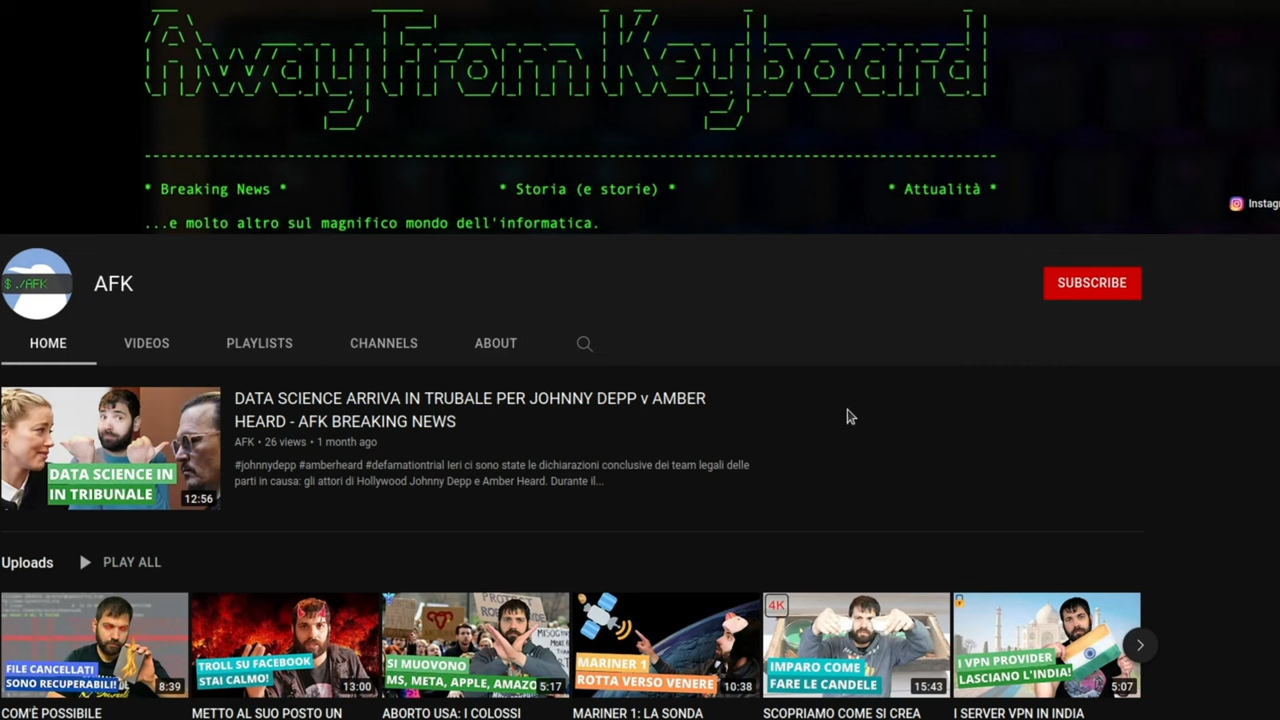 AwayFromKeyboard
* Breaking News * * Storia (e storie) * * Attualità *
...e molto altro sul magnifico mondo dell'informatica.
$ ./AFK
AFK
SUBSCRIBE
HOME VIDEOS PLAYLISTS CHANNELS ABOUT
DATA SCIENCE ARRIVA IN TRUBALE PER JOHNNY DEPP v AMBER
HEARD - AFK BREAKING NEWS
AFK • 26 views • 1 month ago
#johnnydepp #amberheard #defamationtrial Ieri ci sono state le dichiarazioni conclusive dei team legali delle
parti in causa: gli attori di Hollywood Johnny Depp e Amber Heard. Durante il...
DATA SCIENCE IN
IN TRIBUNALE
12:56
Uploads PLAY ALL
FILE CANCELLATI
SONO RECUPERABILI!
8:39
TROLL SU FACEBOOK
STAI CALMO!
13:00
SI MUOVONO
MS, META, APPLE, AMAZO
5:17
MARINER 1
ROTTA VERSO VENERE
10:38
4K
IMPARO COME
FARE LE CANDELE
15:43
I VPN PROVIDER
LASCIANO L'INDIA!
5:07
COM'È POSSIBILE
METTO AL SUO POSTO UN
ABORTO USA: I COLOSSI
MARINER 1: LA SONDA
SCOPRIAMO COME SI CREA
I SERVER VPN IN INDIA